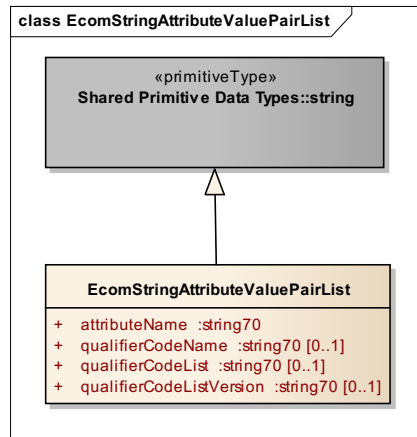 class EcomStringAttributeValuePairList
«primitiveType»
Shared Primitive Data Types::string
EcomStringAttributeValuePairList
+ attributeName :string70
+ qualifierCodeName :string70 [0..1]
+ qualifierCodeList :string70 [0..1]
+ qualifierCodeListVersion :string70 [0..1]